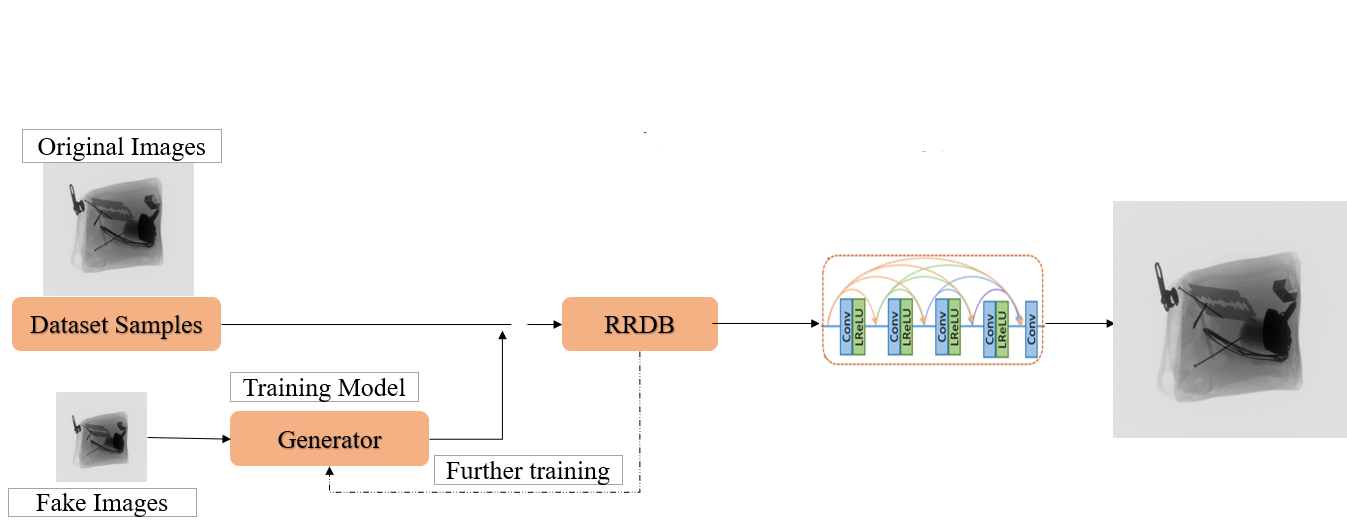 Original Images
Dataset Samples
RRDB
Conv
LReLU
Conv
LReLU
Conv
LReLU
Conv
LReLU
Conv
Training Model
Generator
Further training
Fake Images